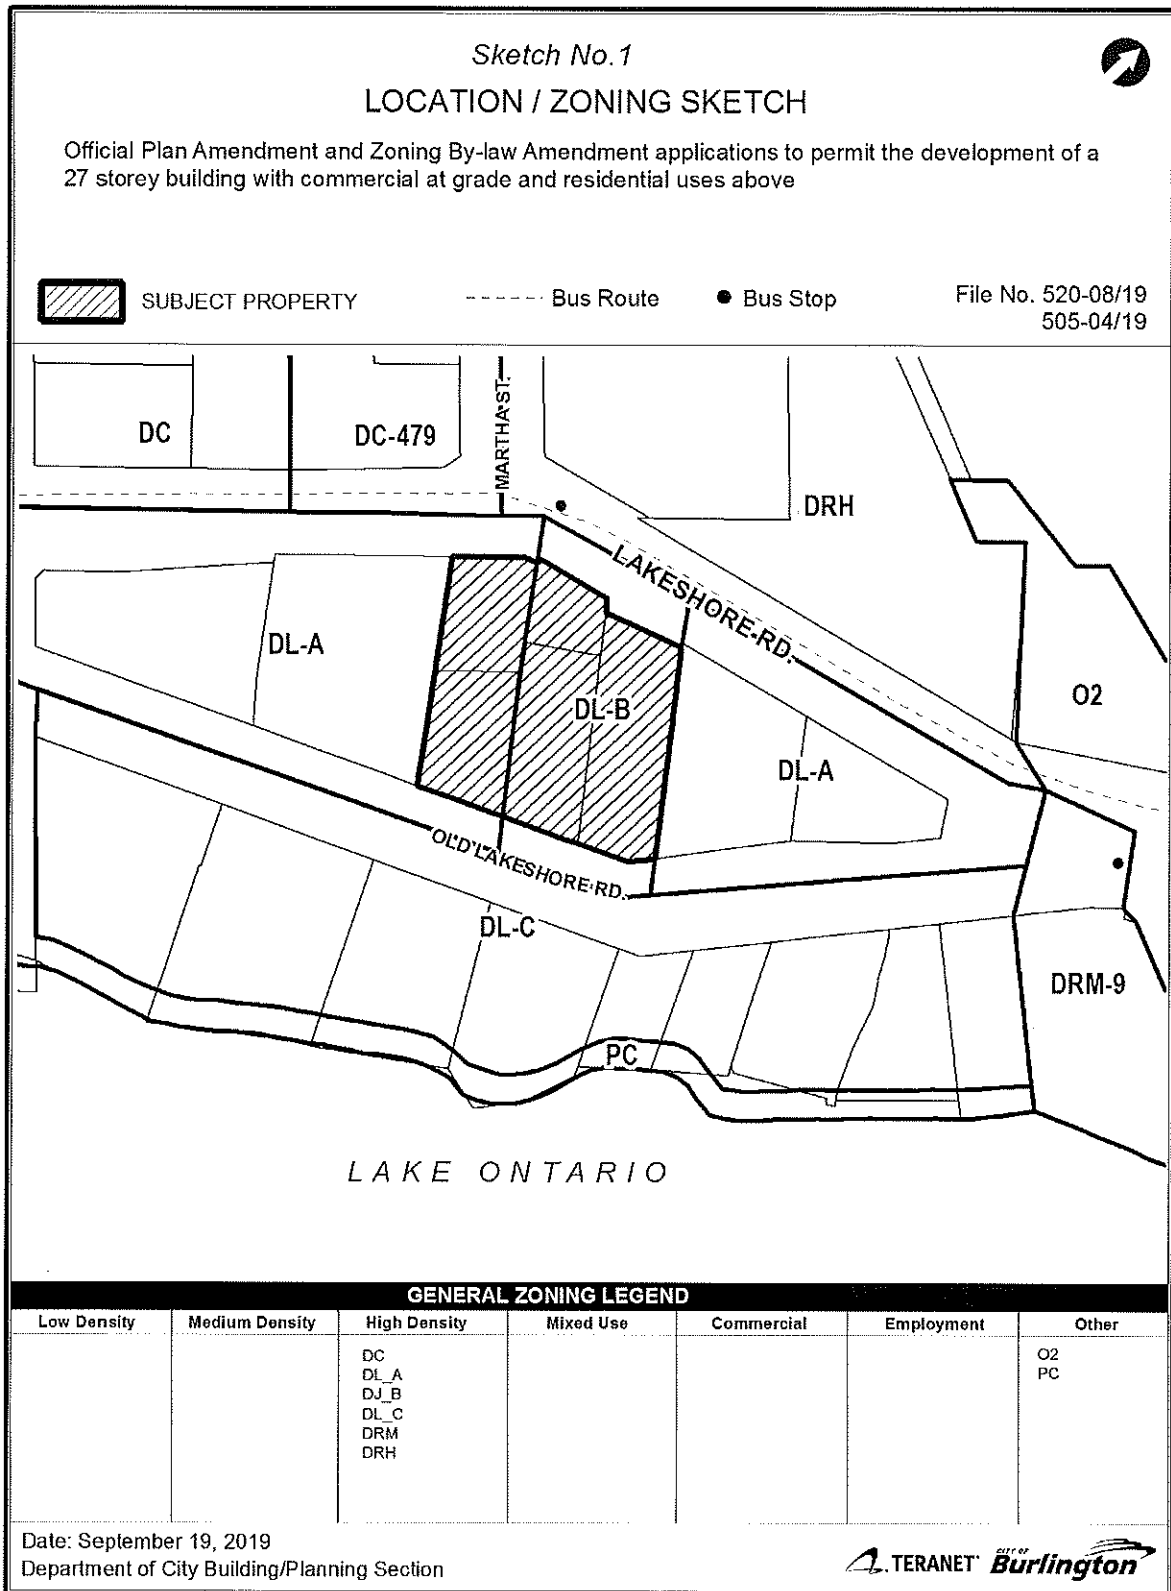 Sketch No.1
LOCATION / ZONING SKETCH
Official Plan Amendment and Zoning By-law Amendment applications to permit the development of a
27 storey building with commercial at grade and residential uses above
SUBJECT PROPERTY
Bus Route
Bus Stop
File No. 520-08/19
505-04/19
DC
DC-479
MARTHA ST.
DRH
LAKESHORE RD.
DL-A
DL-B
O2
DL-A
OLD LAKESHORE RD.
DL-C
DRM-9
PC
LAKE ONTARIO
GENERAL ZONING LEGEND
Low Density Medium Density High Density Mixed Use Commercial Employment Other
DC O2
DL_A PC
DJ_B
DL_C
DRM
DRH
Date: September 19, 2019
Department of City Building/Planning Section
TERANET
CITY OF
Burlington